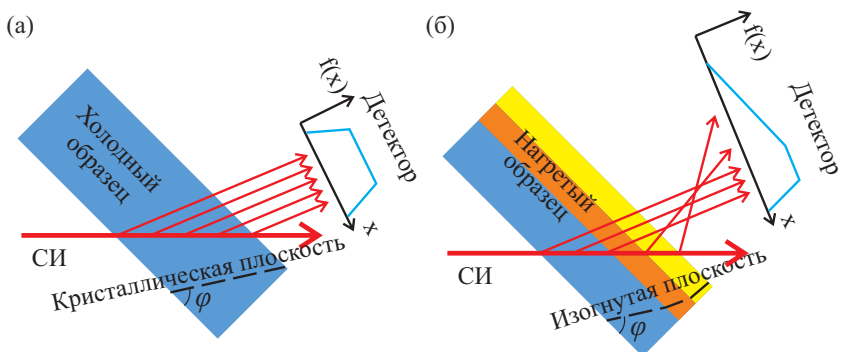 (а)
f(x)
Детектор
Холодный
образец
x
СИ
Кристаллическая плоскость
φ
(б)
f(x)
Детектор
Нагретый
образец
x
СИ
Изогнутая плоскость
φ